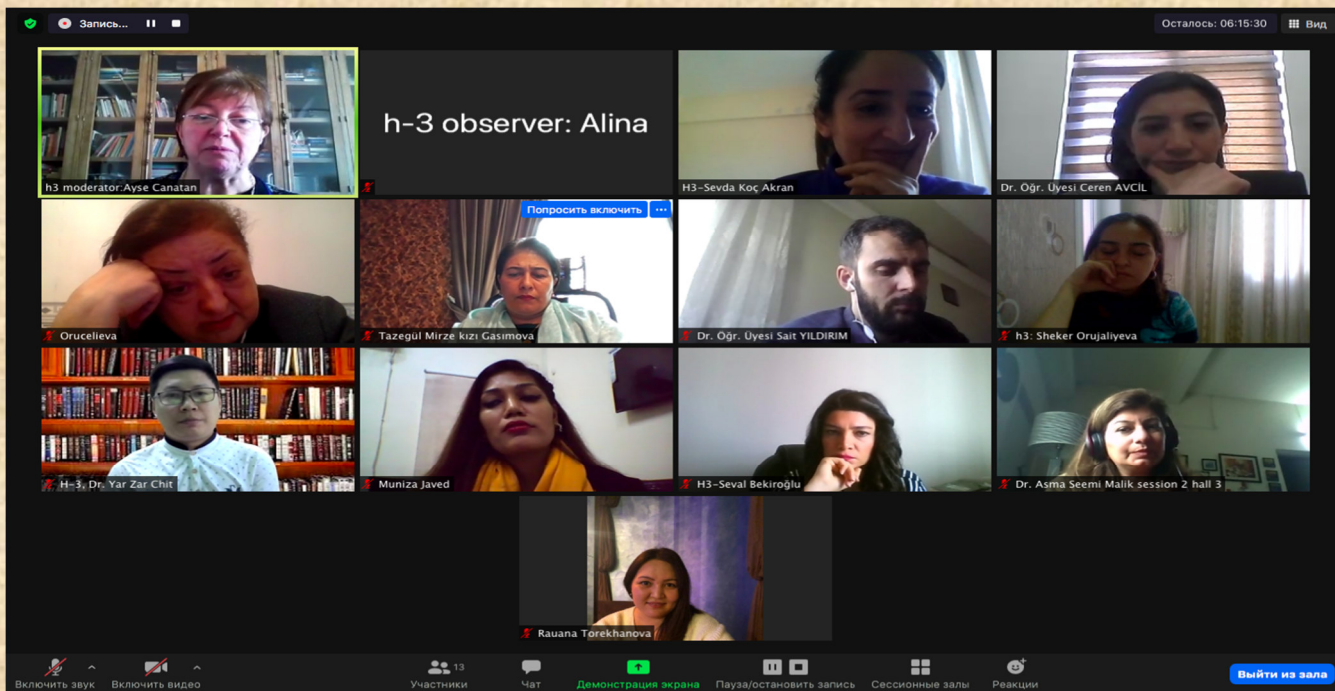 Запись...
Осталось: 06:15:30
Вид
h3 moderator:Ayse Canatan
h-3 observer: Alina
H3-Sevda Koç Akran
Dr. Öğr. Üyesi Ceren AVCİL
Попросить включить ...
Orucelieva
Tazegül Mirze kızı Gasımova
Dr. Öğr. Üyesi Sait YILDIRIM
h3: Sheker Orujaliyeva
H-3, Dr. Yar Zar Chit
Muniza Javed
H3-Seval Bekiroğlu
Dr. Asma Seemi Malik session 2 hall 3
Rauana Torekhanova
Включить звук
Включить видео
13
Участники
Чат
Демонстрация экрана
Пауза/остановить запись
Сессионные залы
Реакции
Выйти из зала